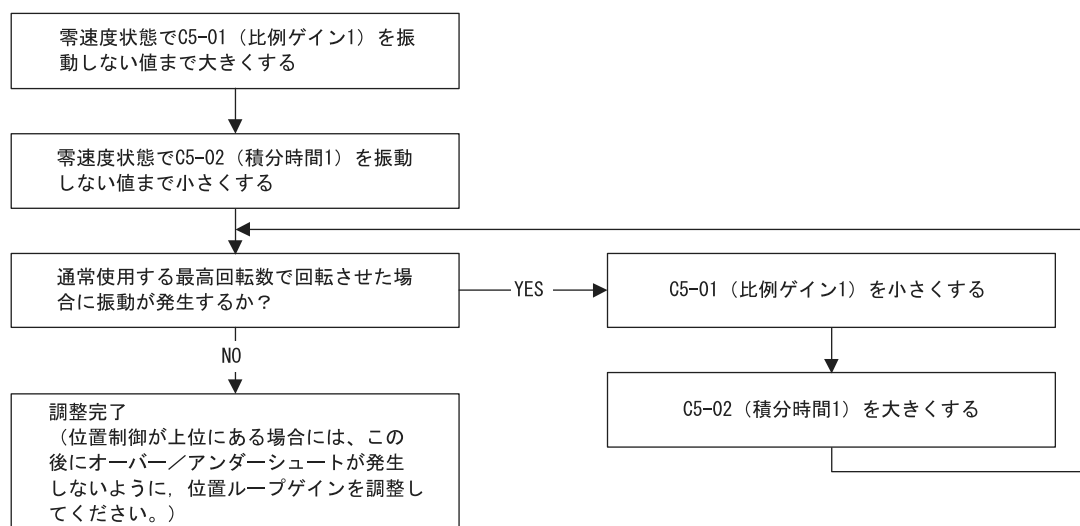 零速度状態でC5-01（比例ゲイン1）を振
動しない値まで大きくする
零速度状態でC5-02（積分時間1）を振動
しない値まで小さくする
通常使用する最高回転数で回転させた場
合に振動が発生するか？
YES
C5-01（比例ゲイン1）を小さくする
NO
C5-02（積分時間1）を大きくする
調整完了
（位置制御が上位にある場合には、この
後にオーバー／アンダーシュートが発生
しないように，位置ループゲインを調整し
てください。）